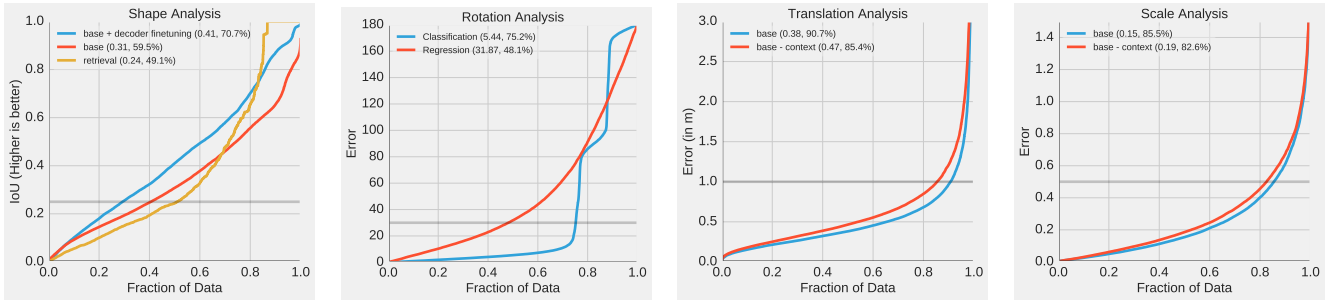 Shape Analysis
base + decoder finetuning (0.41, 70.7%)
base (0.31, 59.5%)
retrieval (0.24, 49.1%)
IoU (Higher is better)
1.0
0.8
0.6
0.4
0.2
0.0
0.0 0.2 0.4 0.6 0.8 1.0
Fraction of Data
Rotation Analysis
Classification (5.44, 75.2%)
Regression (31.87, 48.1%)
Error
180
160
140
120
100
80
60
40
20
0
0.0 0.2 0.4 0.6 0.8 1.0
Fraction of Data
Translation Analysis
base (0.38, 90.7%)
base - context (0.47, 85.4%)
Error (in m)
3.0
2.5
2.0
1.5
1.0
0.5
0.0
0.0 0.2 0.4 0.6 0.8 1.0
Fraction of Data
Scale Analysis
base (0.15, 85.5%)
base - context (0.19, 82.6%)
Error
1.4
1.2
1.0
0.8
0.6
0.4
0.2
0.0
0.0 0.2 0.4 0.6 0.8 1.0
Fraction of Data